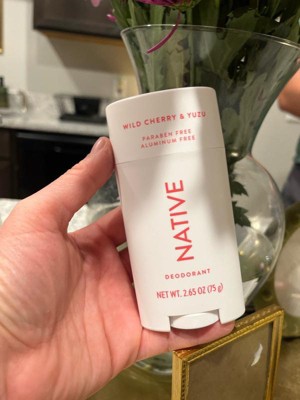 WILD CHERRY & YUZU
PARABEN FREE
ALUMINUM FREE
NATIVE
DEODORANT
NET WT. 2.65 OZ (75 g)